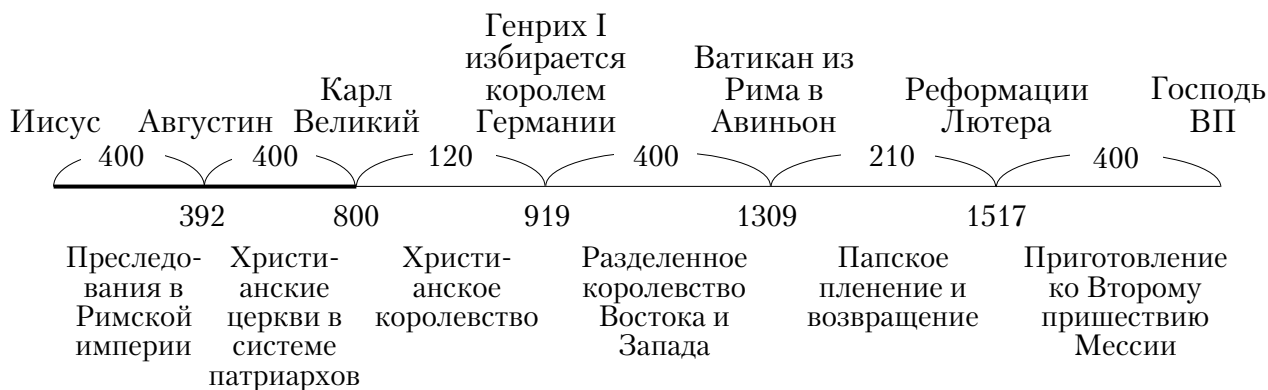 Иисус
Августин
Карл
Великий
Генрих I
избирается
королем
Германии
Ватикан из
Рима в
Авиньон
Реформации
Лютера
Господь
ВП
400
400
120
400
210
400
392
800
919
1309
1517
Преследо-
вания в
Римской
империи
Христи-
анские
церкви в
системе
патриархов
Христи-
анское
королевство
Разделенное
королевство
Востока и
Запада
Папское
пленение и
возвращение
Приготовление
ко Второму
пришествию
Мессии